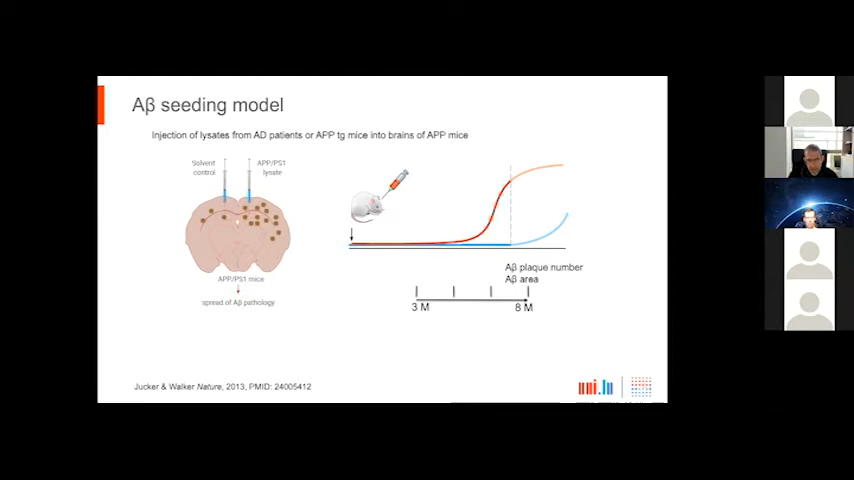 Aβ seeding model
Injection of lysates from AD patients or APP tg mice into brains of APP mice
Solvent
control
APP/PS1
lysate
APP/PS1 mice
spread of Aβ pathology
Aβ plaque number
Aβ area
3 M
8 M
Jucker & Walker Nature, 2013, PMID: 24005412
uni.lu